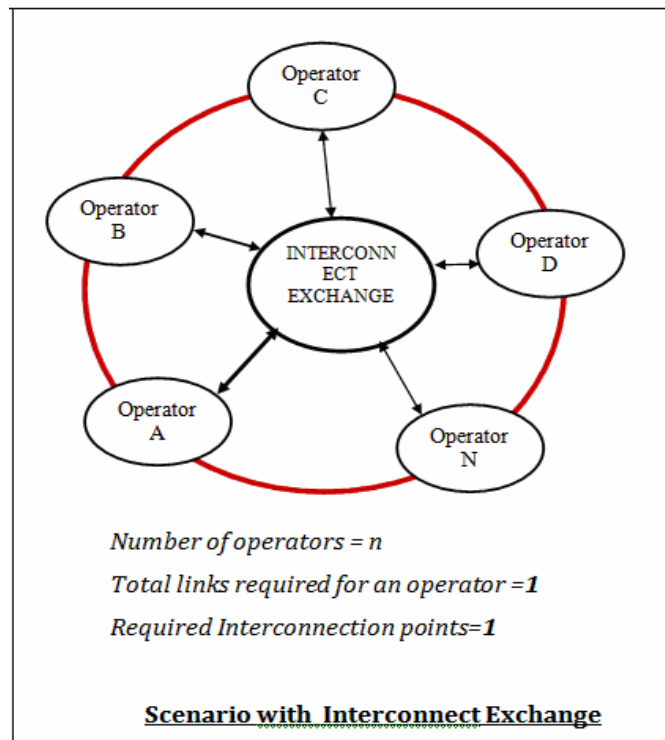 Operator
C
Operator
B
INTERCONN
ECT
EXCHANGE
Operator
D
Operator
A
Operator
N
Number of operators = n
Total links required for an operator =1
Required Interconnection points=1
Scenario with Interconnect Exchange